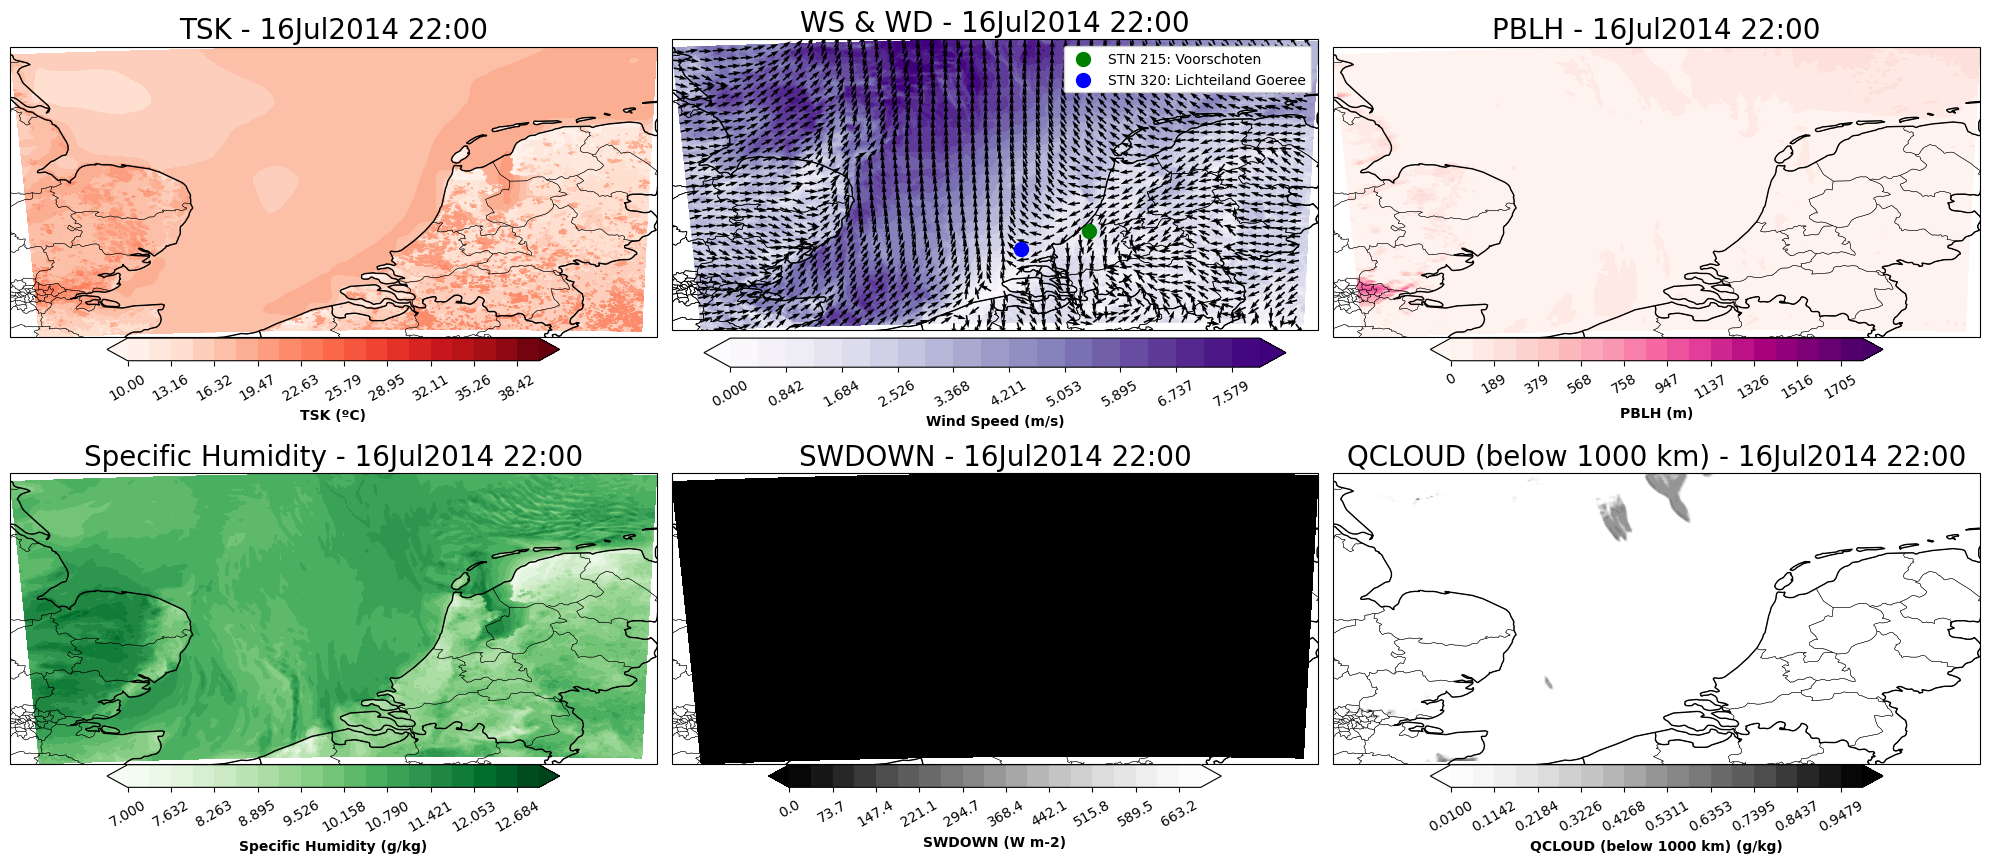 TSK - 16Jul2014 22:00
WS & WD - 16Jul2014 22:00
PBLH - 16Jul2014 22:00
STN 215: Voorschoten
STN 320: Lichteiland Goeree
10.00 13.16 16.32 19.47 22.63 25.79 28.95 32.11 35.26 38.42
TSK (ºC)
0.000 0.842 1.684 2.526 3.368 4.211 5.053 5.895 6.737 7.579
Wind Speed (m/s)
0 189 379 568 758 947 1137 1326 1516 1705
PBLH (m)
Specific Humidity - 16Jul2014 22:00
SWDOWN - 16Jul2014 22:00
QCLOUD (below 1000 km) - 16Jul2014 22:00
7.000 7.632 8.263 8.895 9.526 10.158 10.790 11.421 12.053 12.684
Specific Humidity (g/kg)
0.0 73.7 147.4 221.1 294.7 368.4 442.1 515.8 589.5 663.2
SWDOWN (W m-2)
0.0100 0.1142 0.2184 0.3226 0.4268 0.5311 0.6353 0.7395 0.8437 0.9479
QCLOUD (below 1000 km) (g/kg)